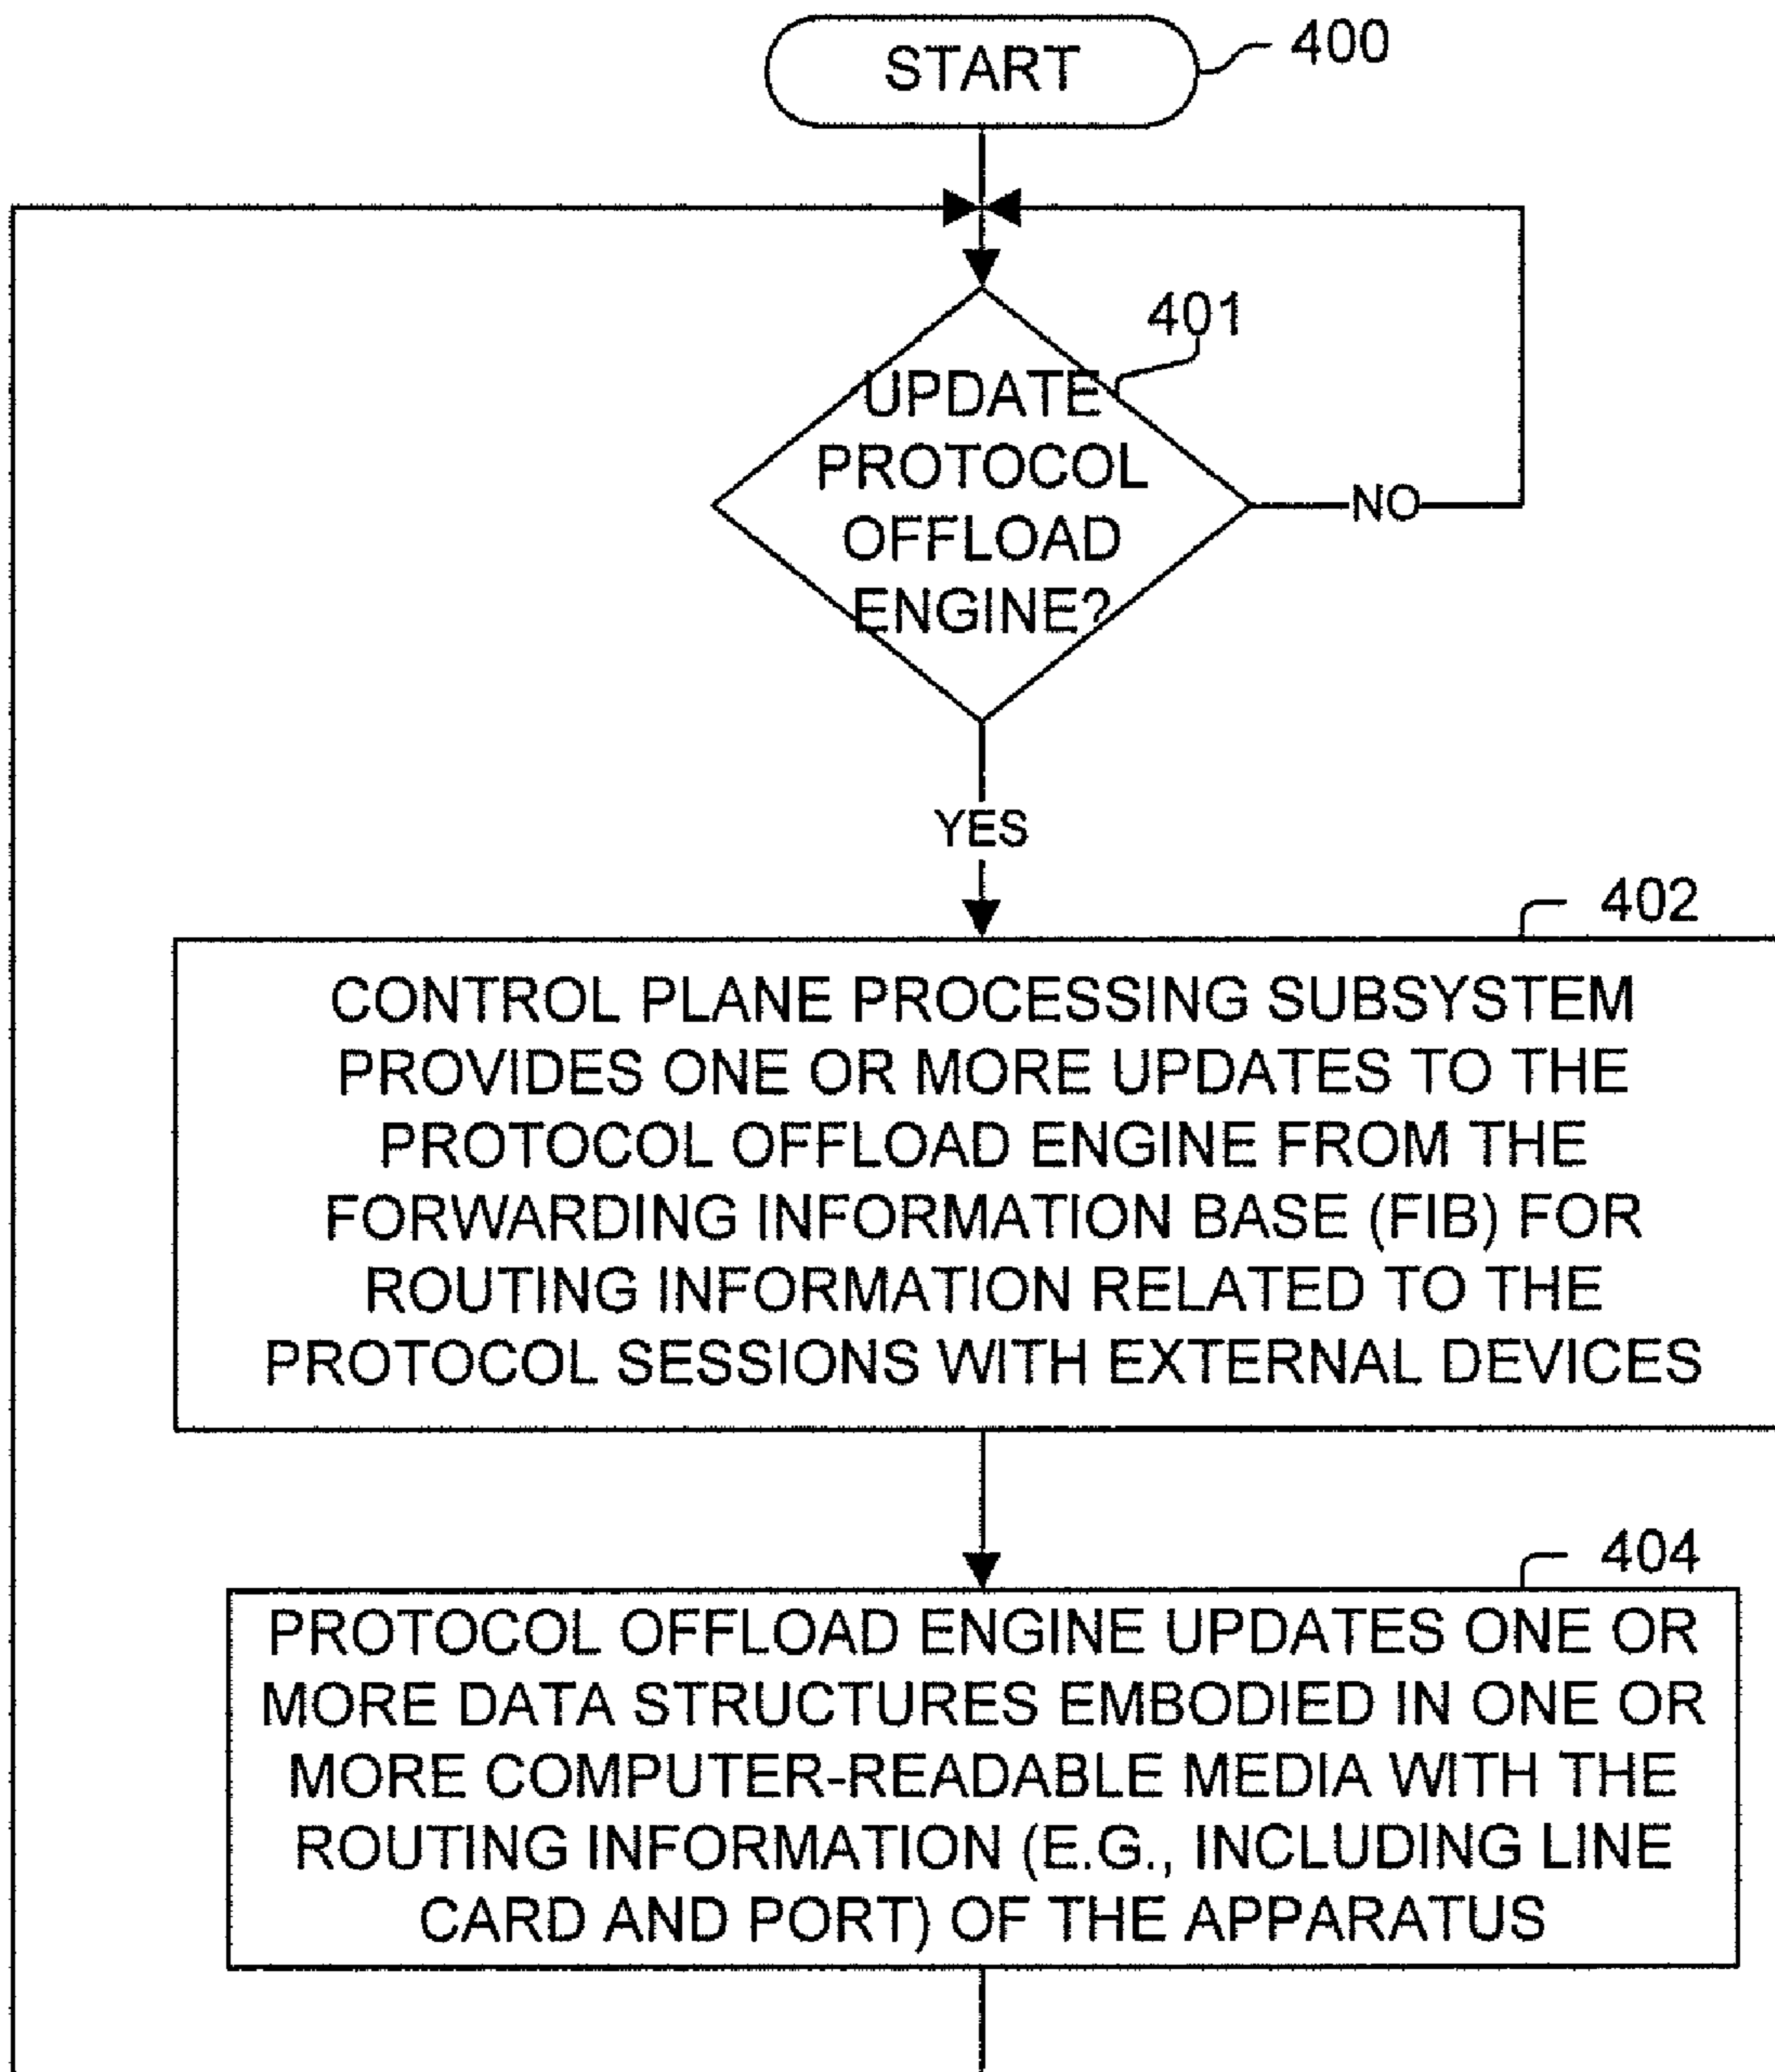 START
400
401
UPDATE
PROTOCOL
OFFLOAD
ENGINE?
NO
YES
402
CONTROL PLANE PROCESSING SUBSYSTEM
PROVIDES ONE OR MORE UPDATES TO THE
PROTOCOL OFFLOAD ENGINE FROM THE
FORWARDING INFORMATION BASE (FIB) FOR
ROUTING INFORMATION RELATED TO THE
PROTOCOL SESSIONS WITH EXTERNAL DEVICES
404
PROTOCOL OFFLOAD ENGINE UPDATES ONE OR
MORE DATA STRUCTURES EMBODIED IN ONE OR
MORE COMPUTER-READABLE MEDIA WITH THE
ROUTING INFORMATION (E.G., INCLUDING LINE
CARD AND PORT) OF THE APPARATUS